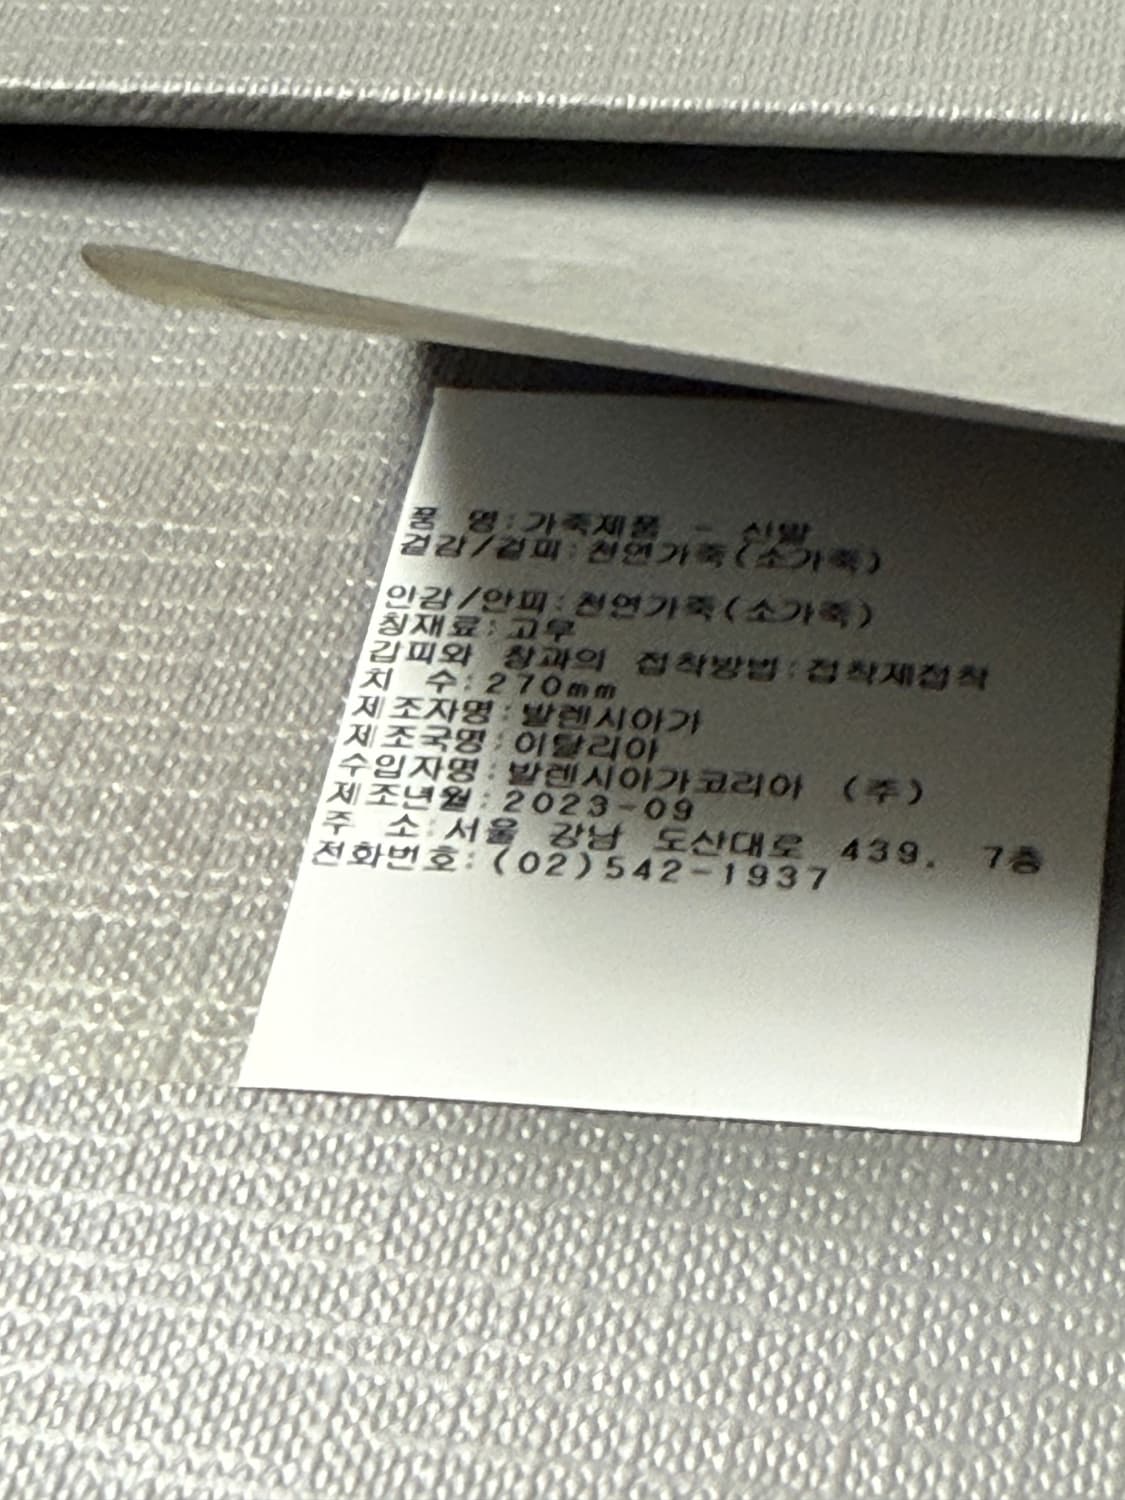 품 명:가죽제품 - 신발
겉감/겉피:천연가죽(소가죽)
안감/안피:천연가죽(소가죽)
창재료:고무
갑피와 창과의 접착방법:접착제접착
치 수:270mm
제조자명:발렌시아가
제조국명:이탈리아
수입자명:발렌시아가코리아 (주)
제조년월:2023-09
주 소:서울 강남 도산대로 439. 7층
전화번호:(02)542-1937